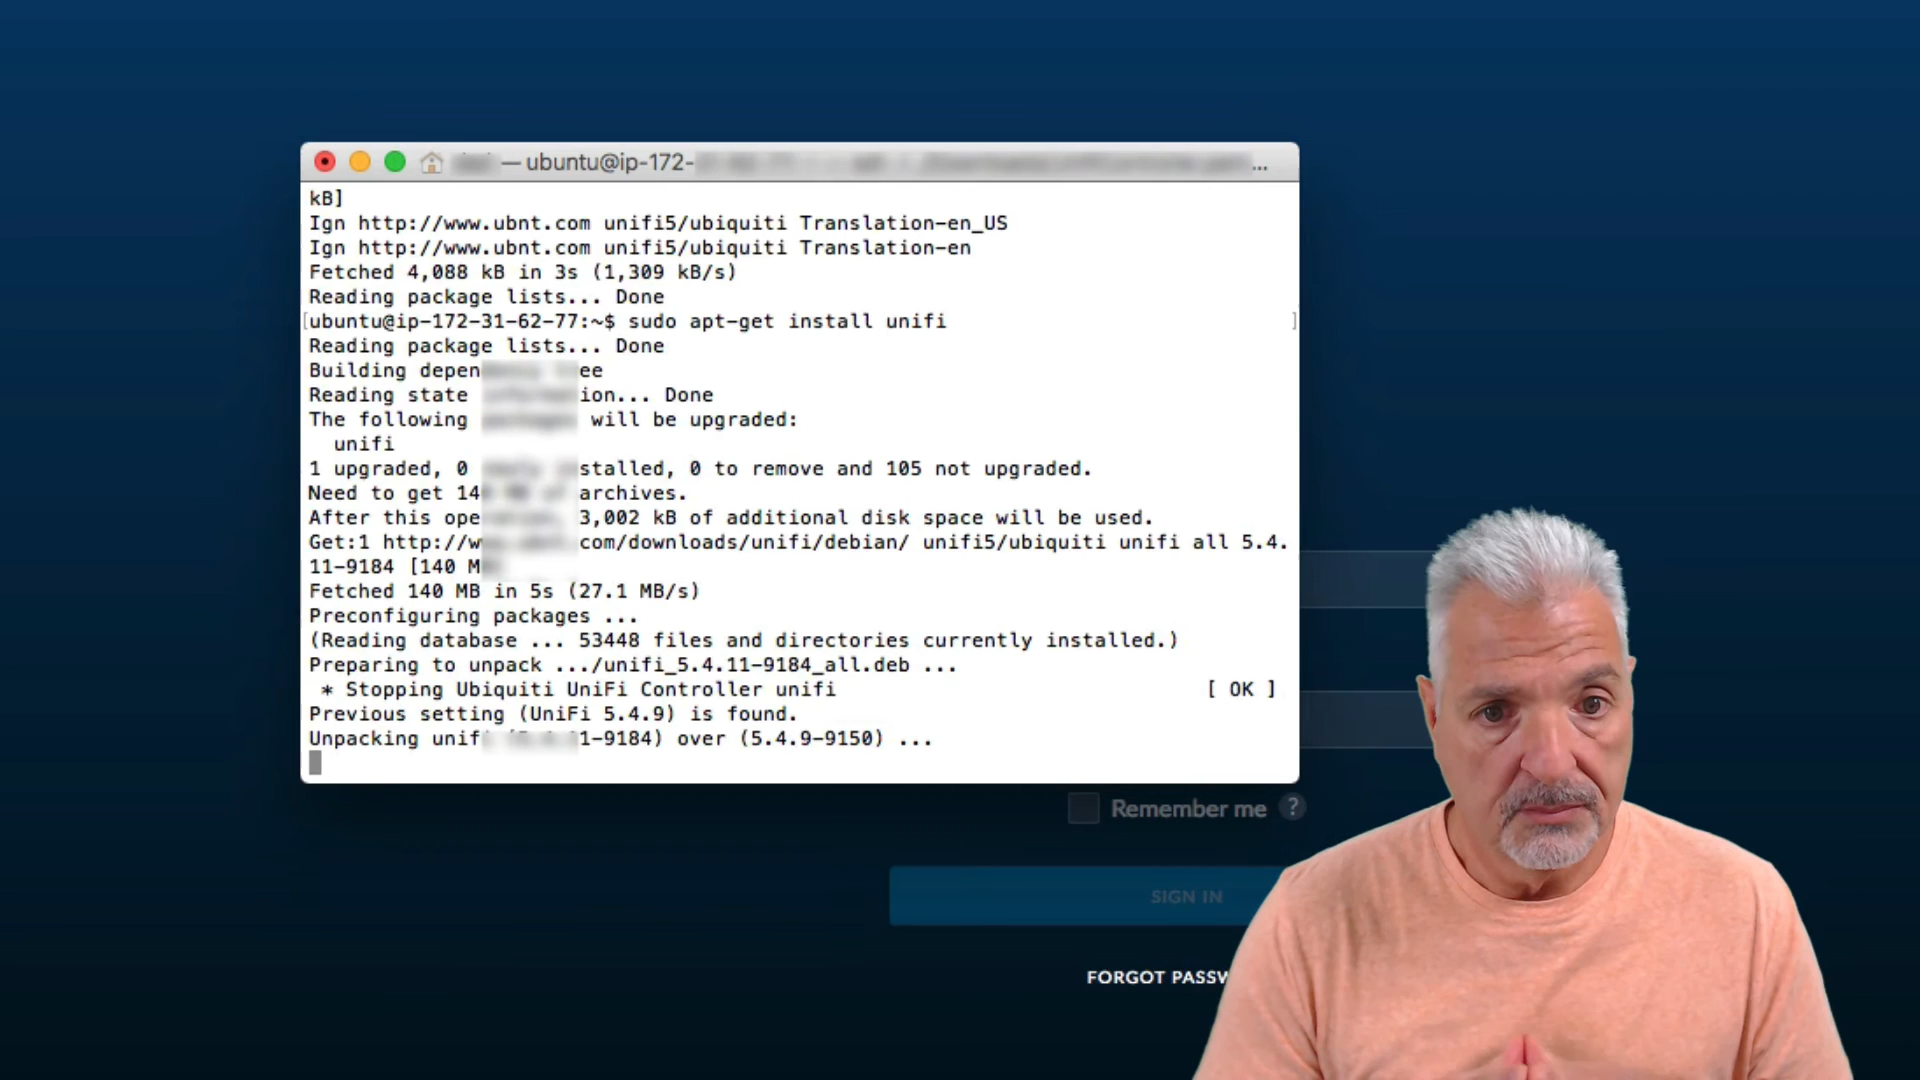 — ubuntu@ip-172- ...
kB]
Ign http://www.ubnt.com unifi5/ubiquiti Translation-en_US
Ign http://www.ubnt.com unifi5/ubiquiti Translation-en
Fetched 4,088 kB in 3s (1,309 kB/s)
Reading package lists... Done
[ubuntu@ip-172-31-62-77:~$ sudo apt-get install unifi ]
Reading package lists... Done
Building depen ee
Reading state ion... Done
The following will be upgraded:
unifi
1 upgraded, 0 stalled, 0 to remove and 105 not upgraded.
Need to get 14 archives.
After this ope 3,002 kB of additional disk space will be used.
Get:1 http://w com/downloads/unifi/debian/ unifi5/ubiquiti unifi all 5.4.
11-9184 [140 M
Fetched 140 MB in 5s (27.1 MB/s)
Preconfiguring packages ...
(Reading database ... 53448 files and directories currently installed.)
Preparing to unpack .../unifi_5.4.11-9184_all.deb ...
* Stopping Ubiquiti UniFi Controller unifi [ OK ]
Previous setting (UniFi 5.4.9) is found.
Unpacking unif 1-9184) over (5.4.9-9150) ...
Remember me ?
SIGN IN
FORGOT PASSW